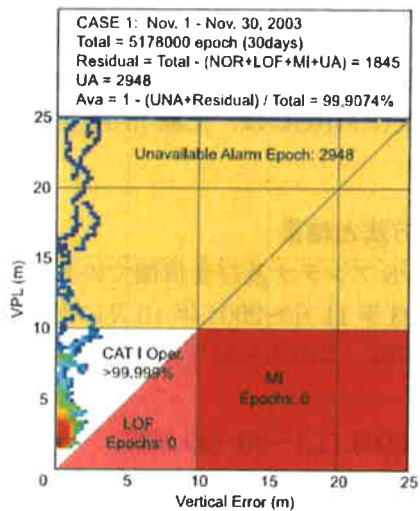 CASE 1: Nov. 1 - Nov. 30, 2003
Total = 5178000 epoch (30days)
Residual = Total - (NOR+LOF+MI+UA) = 1845
UA = 2948
Ava = 1 - (UNA+Residual) / Total = 99.9074%
25
Unavailable Alarm Epoch: 2948
20
15
VPL (m)
10
CAT I Oper.
>99.999%
MI
Epochs: 0
5
LOF
Epochs: 0
0
5
10
15
20
25
Vertical Error (m)